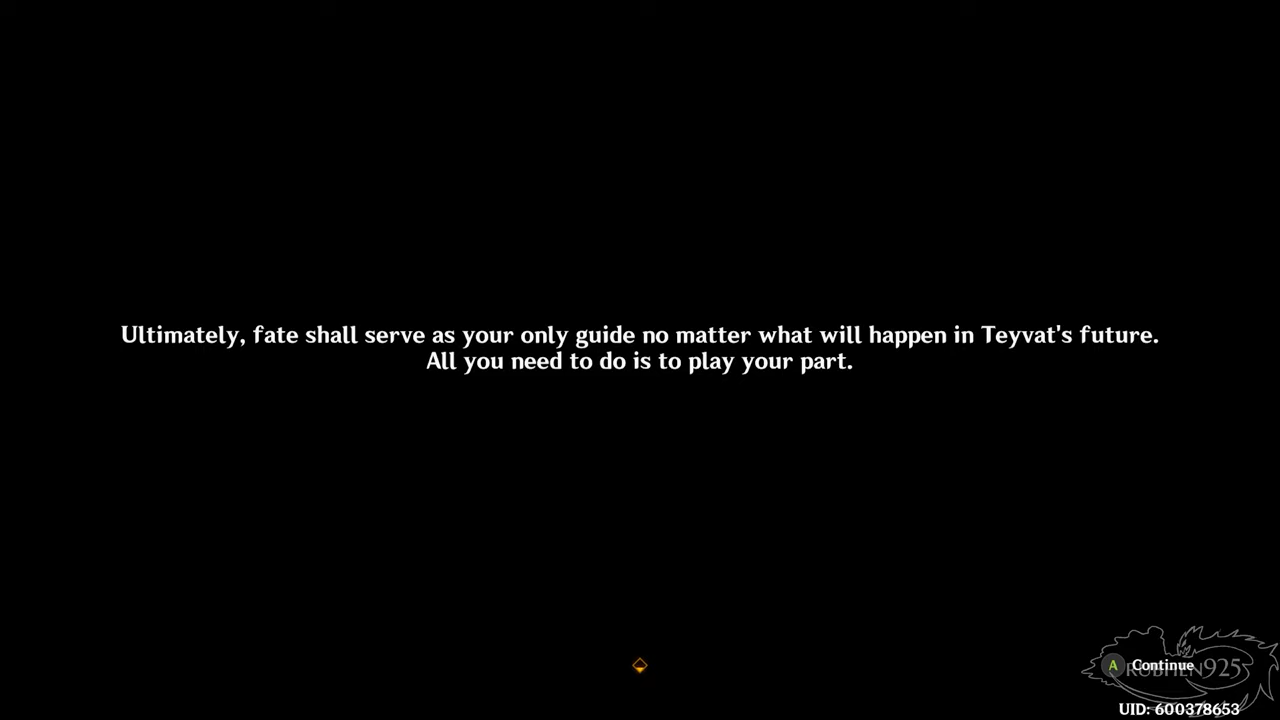 Ultimately, fate shall serve as your only guide no matter what will happen in Teyvat's future.
All you need to do is to play your part.
A Continue
RUBHEN925
UID: 600378653